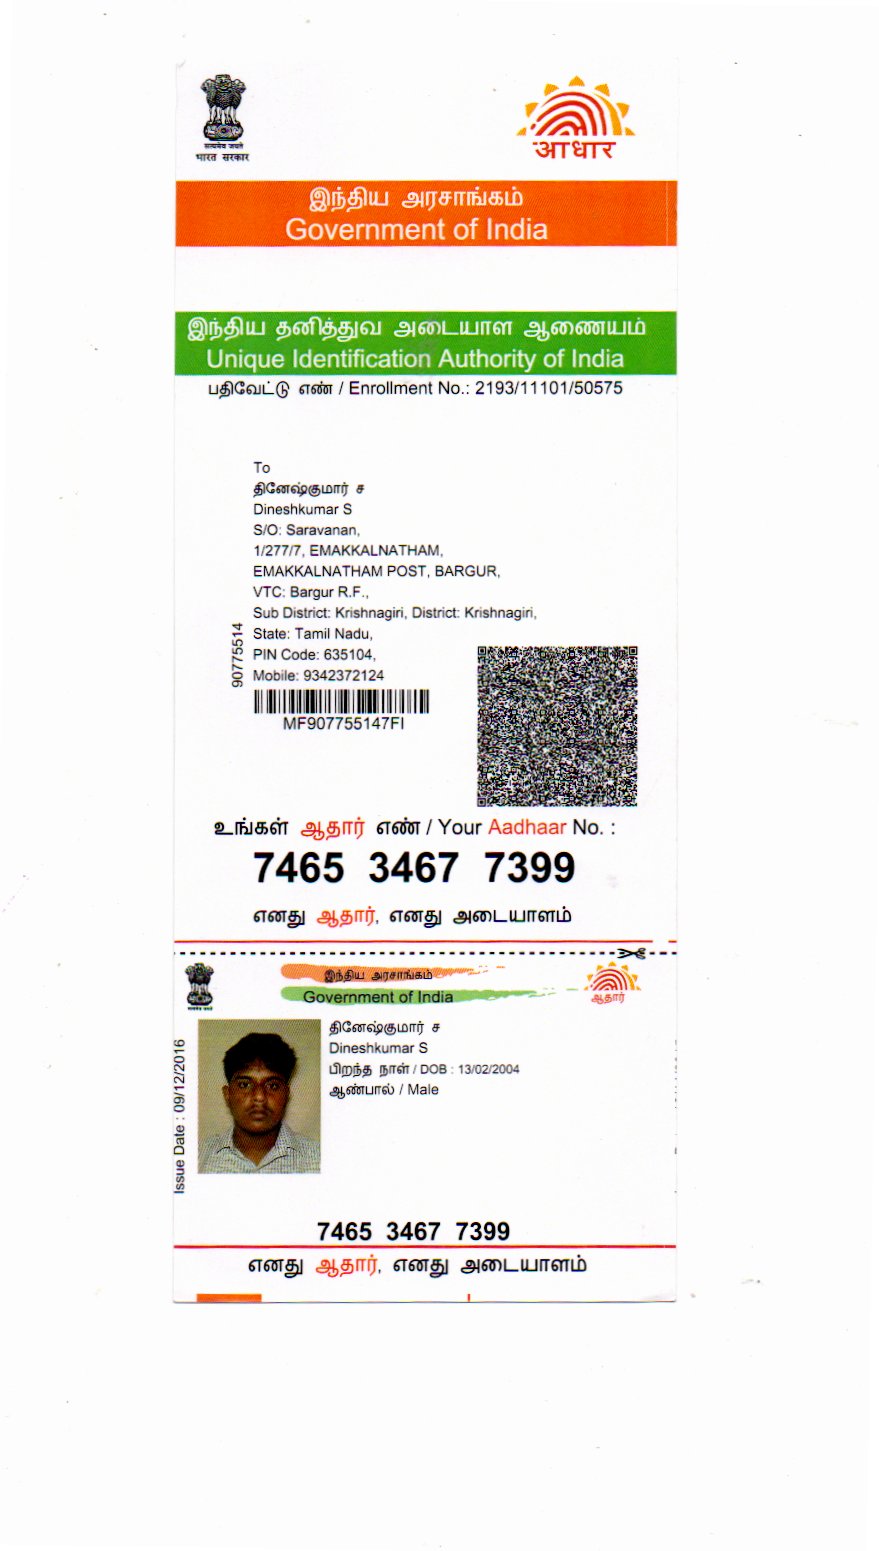 सत्यमेव जयते
भारत सरकार
आधार
இந்திய அரசாங்கம்
Government of India
இந்திய தனித்துவ அடையாள ஆணையம்
Unique Identification Authority of India
பதிவேட்டு எண் / Enrollment No.: 2193/11101/50575
To
தினேஷ்குமார் ச
Dineshkumar S
S/O: Saravanan,
1/277/7, EMAKKALNATHAM,
EMAKKALNATHAM POST, BARGUR,
VTC: Bargur R.F.,
Sub District: Krishnagiri, District: Krishnagiri,
State: Tamil Nadu,
PIN Code: 635104,
Mobile: 9342372124
90775514
MF907755147FI
உங்கள் ஆதார் எண் / Your Aadhaar No. :
7465 3467 7399
எனது ஆதார், எனது அடையாளம்
இந்திய அரசாங்கம்
Government of India
ஆதார்
தினேஷ்குமார் ச
Dineshkumar S
பிறந்த நாள் / DOB : 13/02/2004
ஆண்பால் / Male
Issue Date : 09/12/2016
7465 3467 7399
எனது ஆதார், எனது அடையாளம்